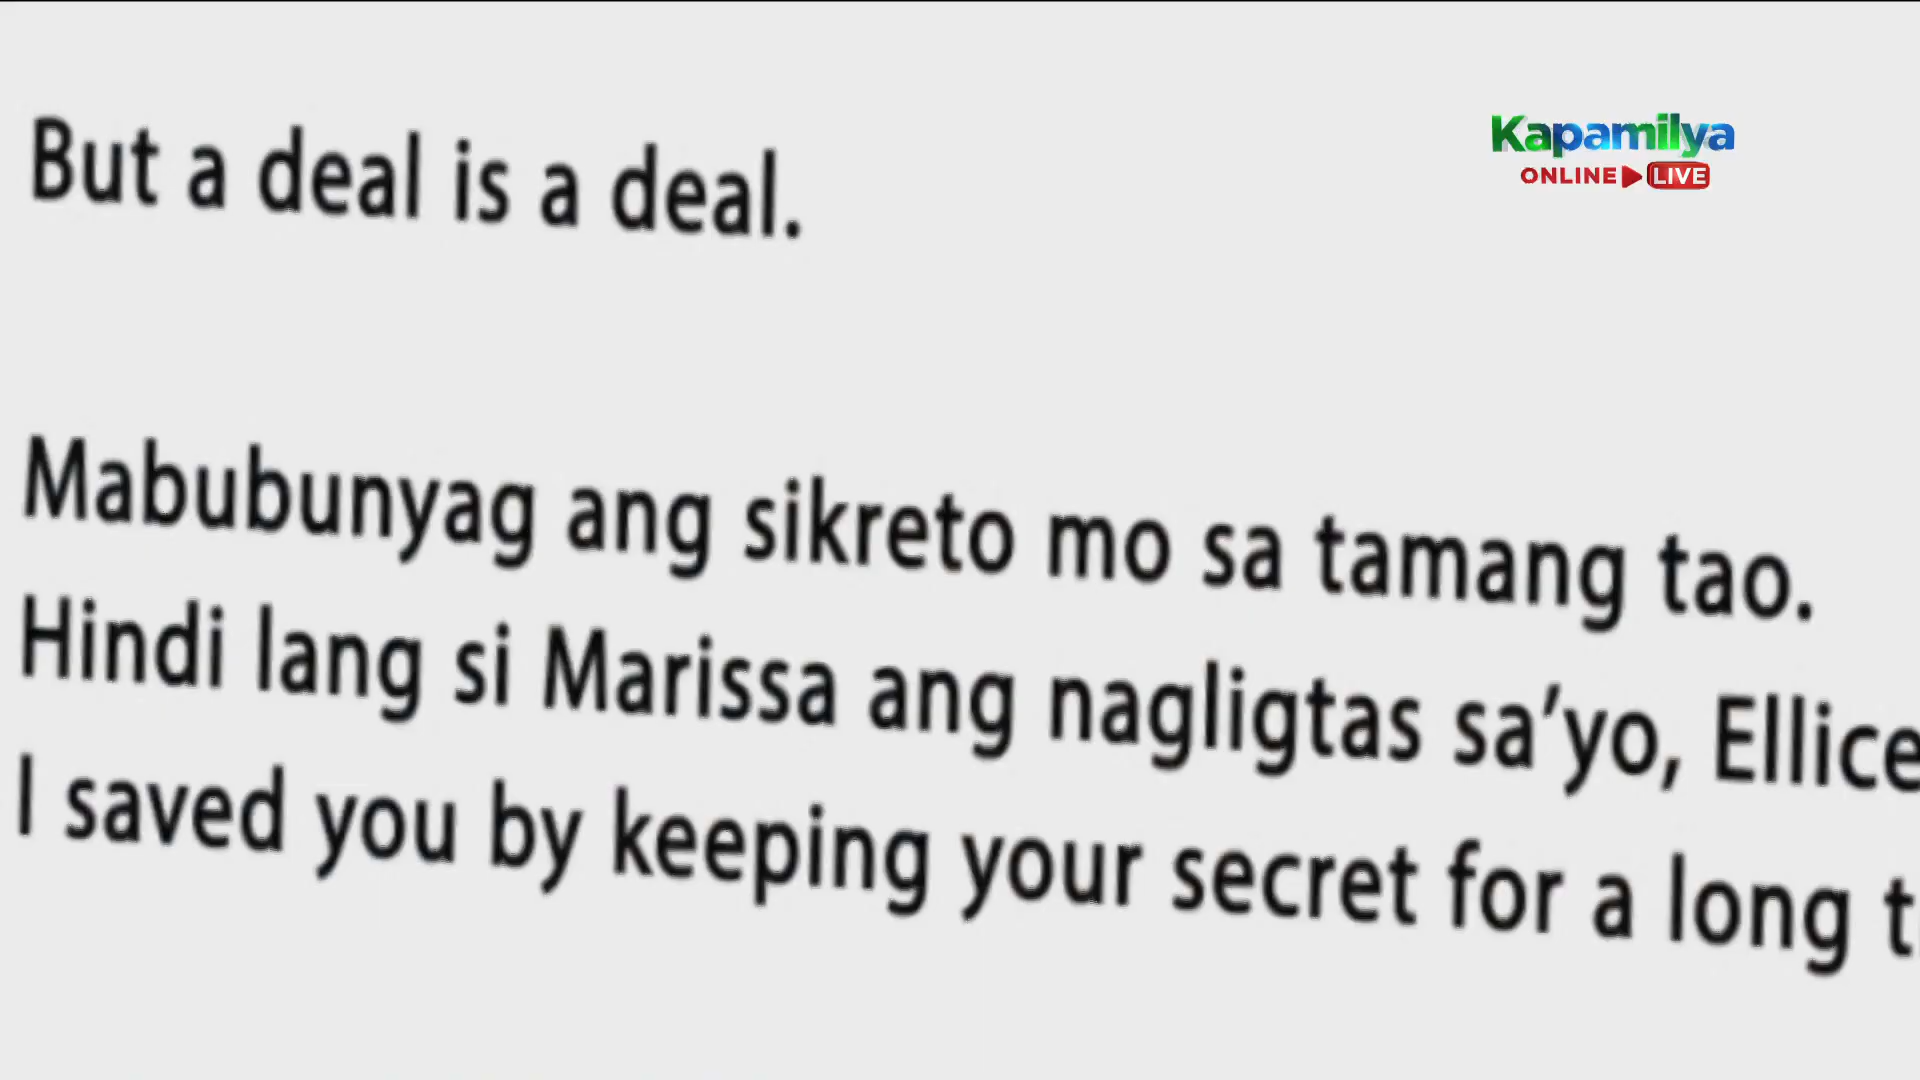 Kapamilya
ONLINE LIVE
But a deal is a deal.
Mabubunyag ang sikreto mo sa tamang tao.
Hindi lang si Marissa ang nagligtas sa’yo, Ellice
I saved you by keeping your secret for a long